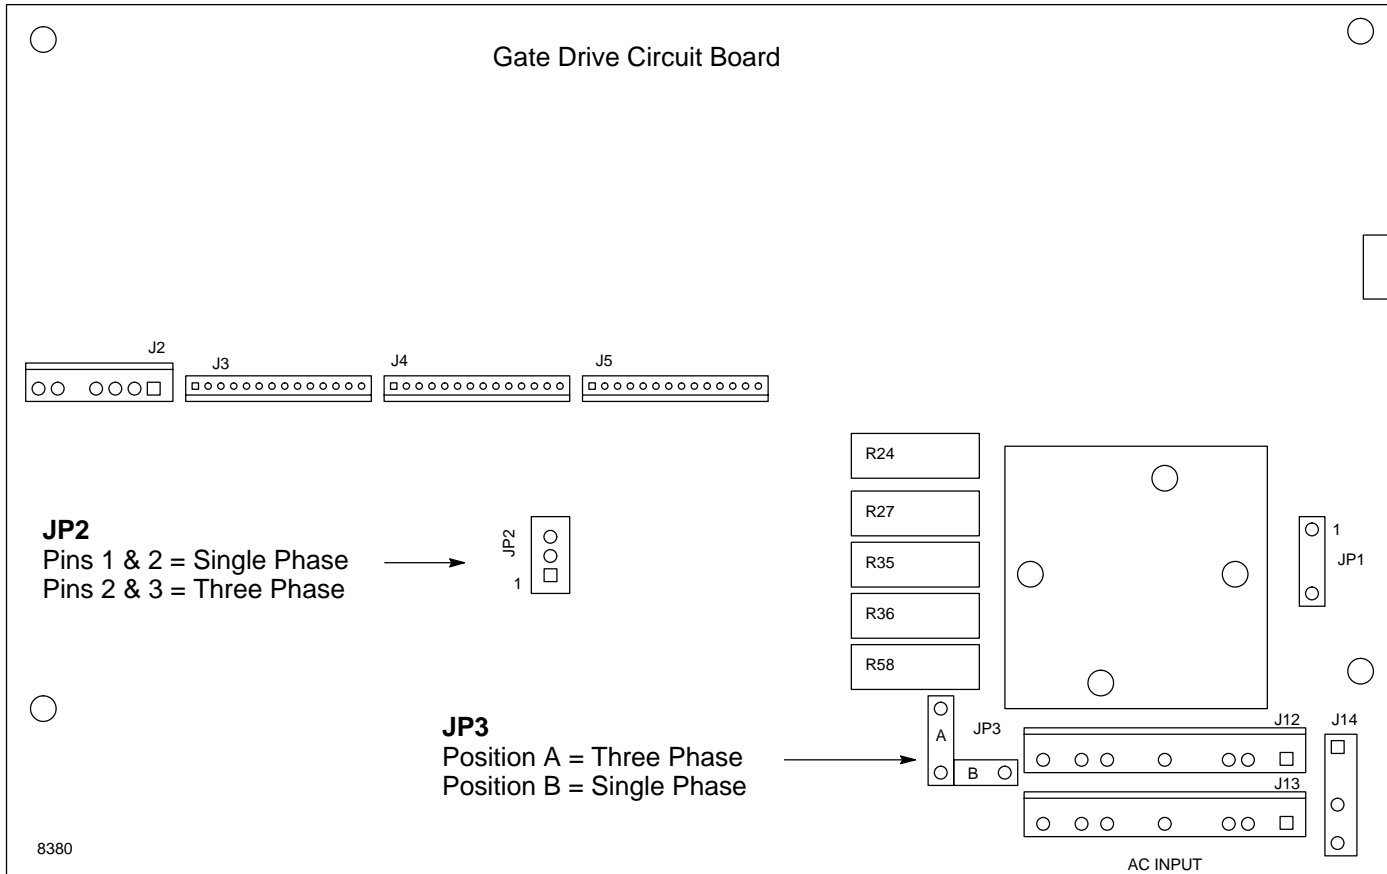 Gate Drive Circuit Board
J2
J3
J4
J5
R24
R27
R35
R36
R58
JP2
Pins 1 & 2 = Single Phase
Pins 2 & 3 = Three Phase
JP2
1
1
JP1
JP3
Position A = Three Phase
Position B = Single Phase
A
JP3
B
J12
J14
J13
8380
AC INPUT